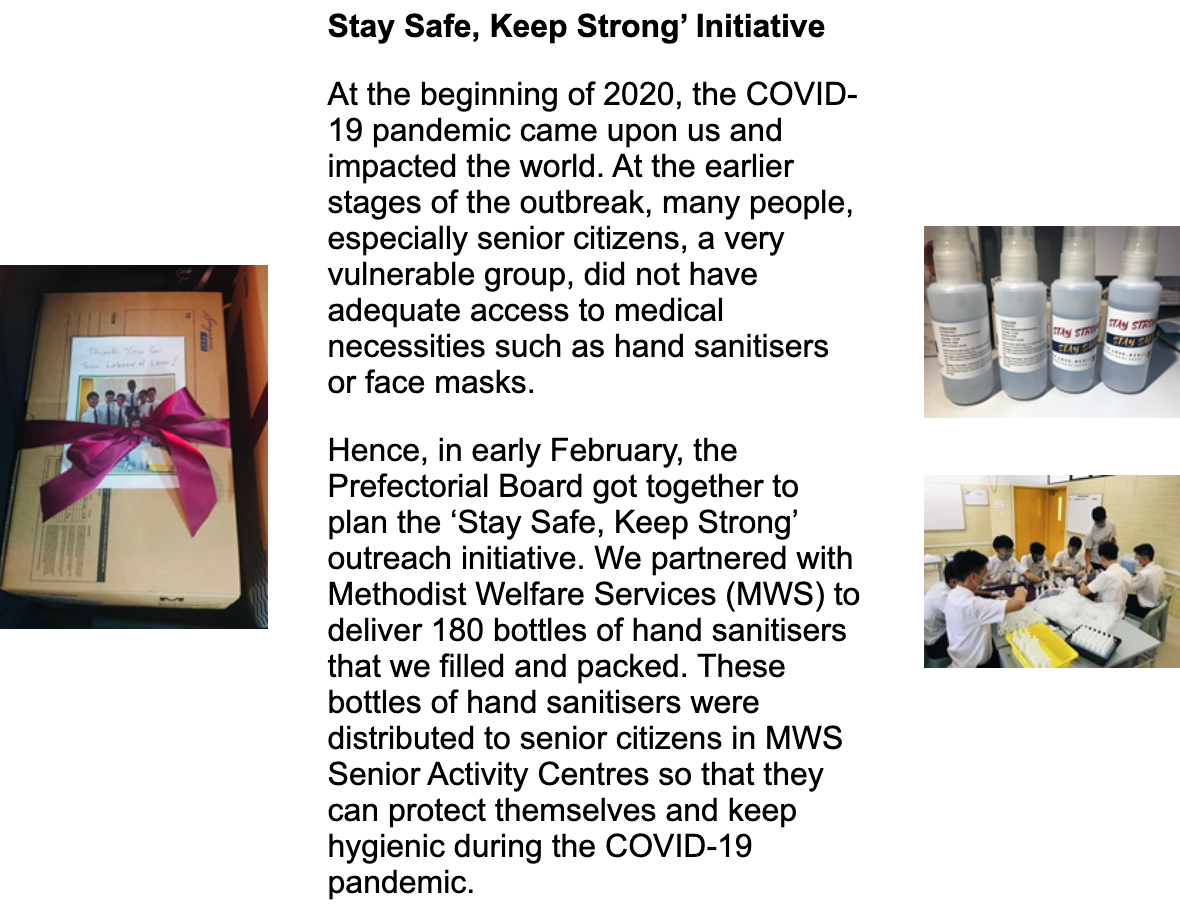 Stay Safe, Keep Strong’ Initiative
At the beginning of 2020, the COVID-
19 pandemic came upon us and
impacted the world. At the earlier
stages of the outbreak, many people,
especially senior citizens, a very
vulnerable group, did not have
adequate access to medical
necessities such as hand sanitisers
or face masks.
Hence, in early February, the
Prefectorial Board got together to
plan the ‘Stay Safe, Keep Strong’
outreach initiative. We partnered with
Methodist Welfare Services (MWS) to
deliver 180 bottles of hand sanitisers
that we filled and packed. These
bottles of hand sanitisers were
distributed to senior citizens in MWS
Senior Activity Centres so that they
can protect themselves and keep
hygienic during the COVID-19
pandemic.
Thank You for
Your Labour of Love!
STAY STRO
STAY SA
STAY STRO
STAY SA